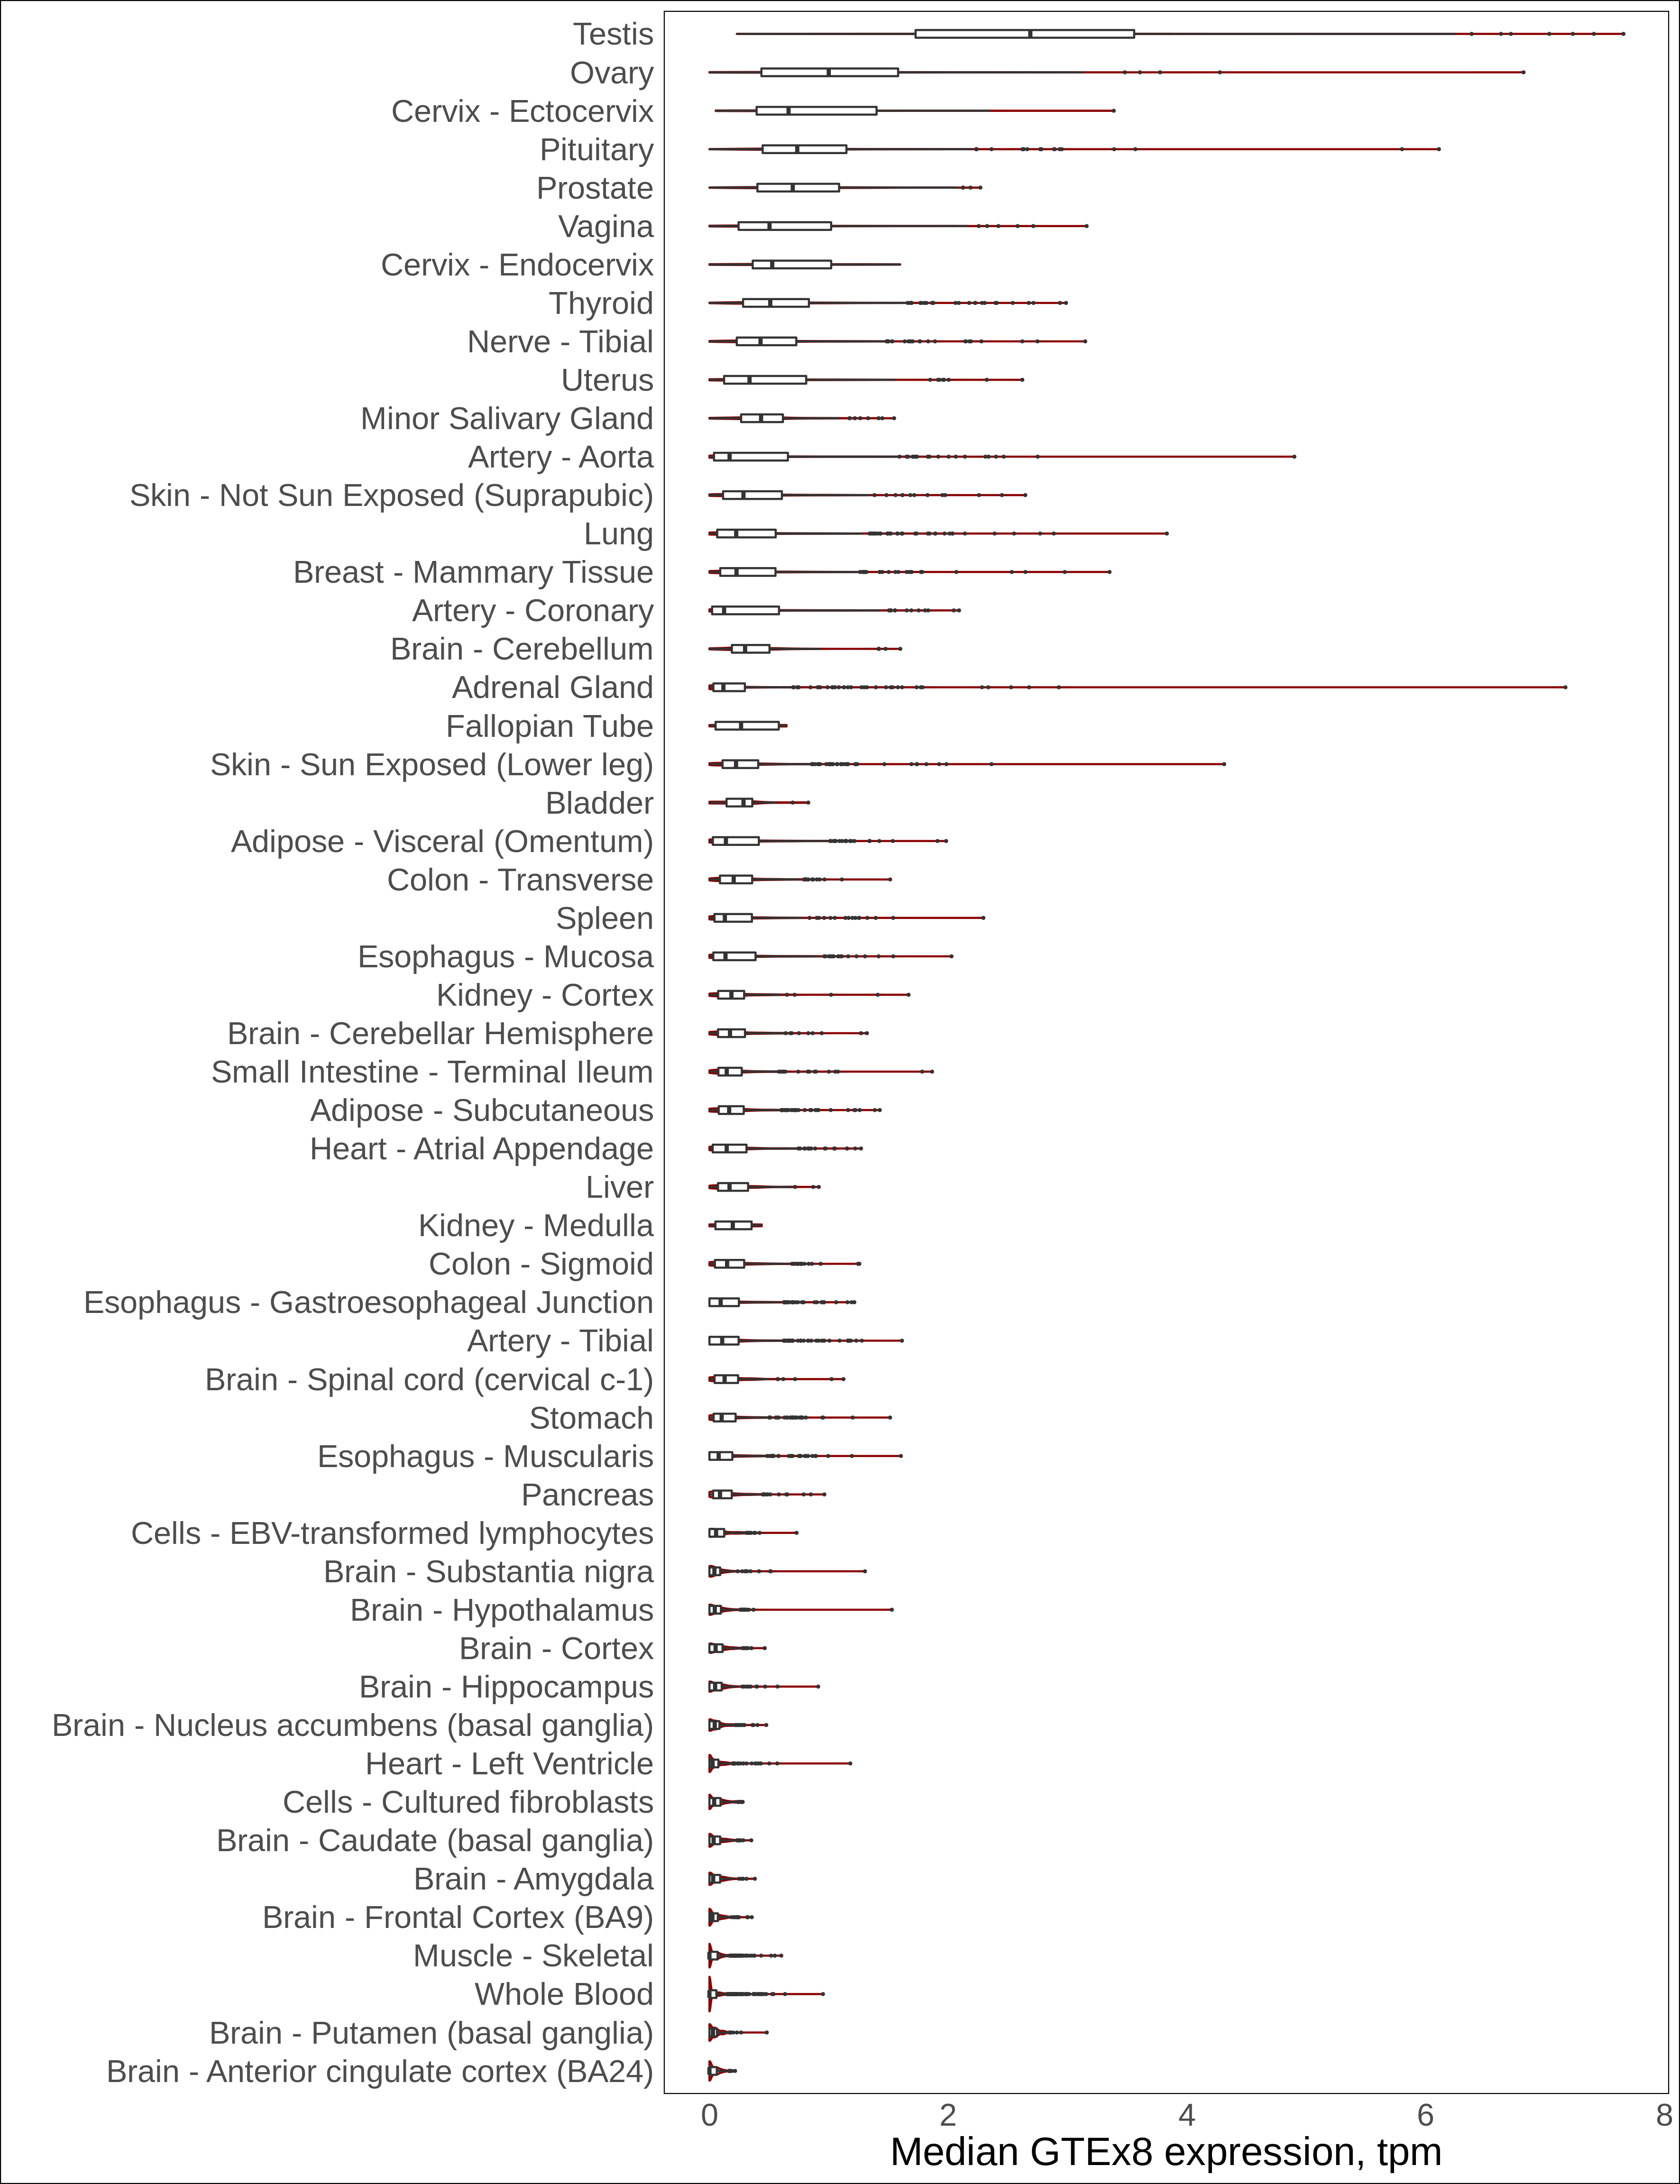 Testis
Ovary
Cervix - Ectocervix
Pituitary
Prostate
Vagina
Cervix - Endocervix
Thyroid
Nerve - Tibial
Uterus
Minor Salivary Gland
Artery - Aorta
Skin - Not Sun Exposed (Suprapubic)
Lung
Breast - Mammary Tissue
Artery - Coronary
Brain - Cerebellum
Adrenal Gland
Fallopian Tube
Skin - Sun Exposed (Lower leg)
Bladder
Adipose - Visceral (Omentum)
Colon - Transverse
Spleen
Esophagus - Mucosa
Kidney - Cortex
Brain - Cerebellar Hemisphere
Small Intestine - Terminal Ileum
Adipose - Subcutaneous
Heart - Atrial Appendage
Liver
Kidney - Medulla
Colon - Sigmoid
Esophagus - Gastroesophageal Junction
Artery - Tibial
Brain - Spinal cord (cervical c-1)
Stomach
Esophagus - Muscularis
Pancreas
Cells - EBV-transformed lymphocytes
Brain - Substantia nigra
Brain - Hypothalamus
Brain - Cortex
Brain - Hippocampus
Brain - Nucleus accumbens (basal ganglia)
Heart - Left Ventricle
Cells - Cultured fibroblasts
Brain - Caudate (basal ganglia)
Brain - Amygdala
Brain - Frontal Cortex (BA9)
Muscle - Skeletal
Whole Blood
Brain - Putamen (basal ganglia)
Brain - Anterior cingulate cortex (BA24)
0 2 4 6 8
Median GTEx8 expression, tpm